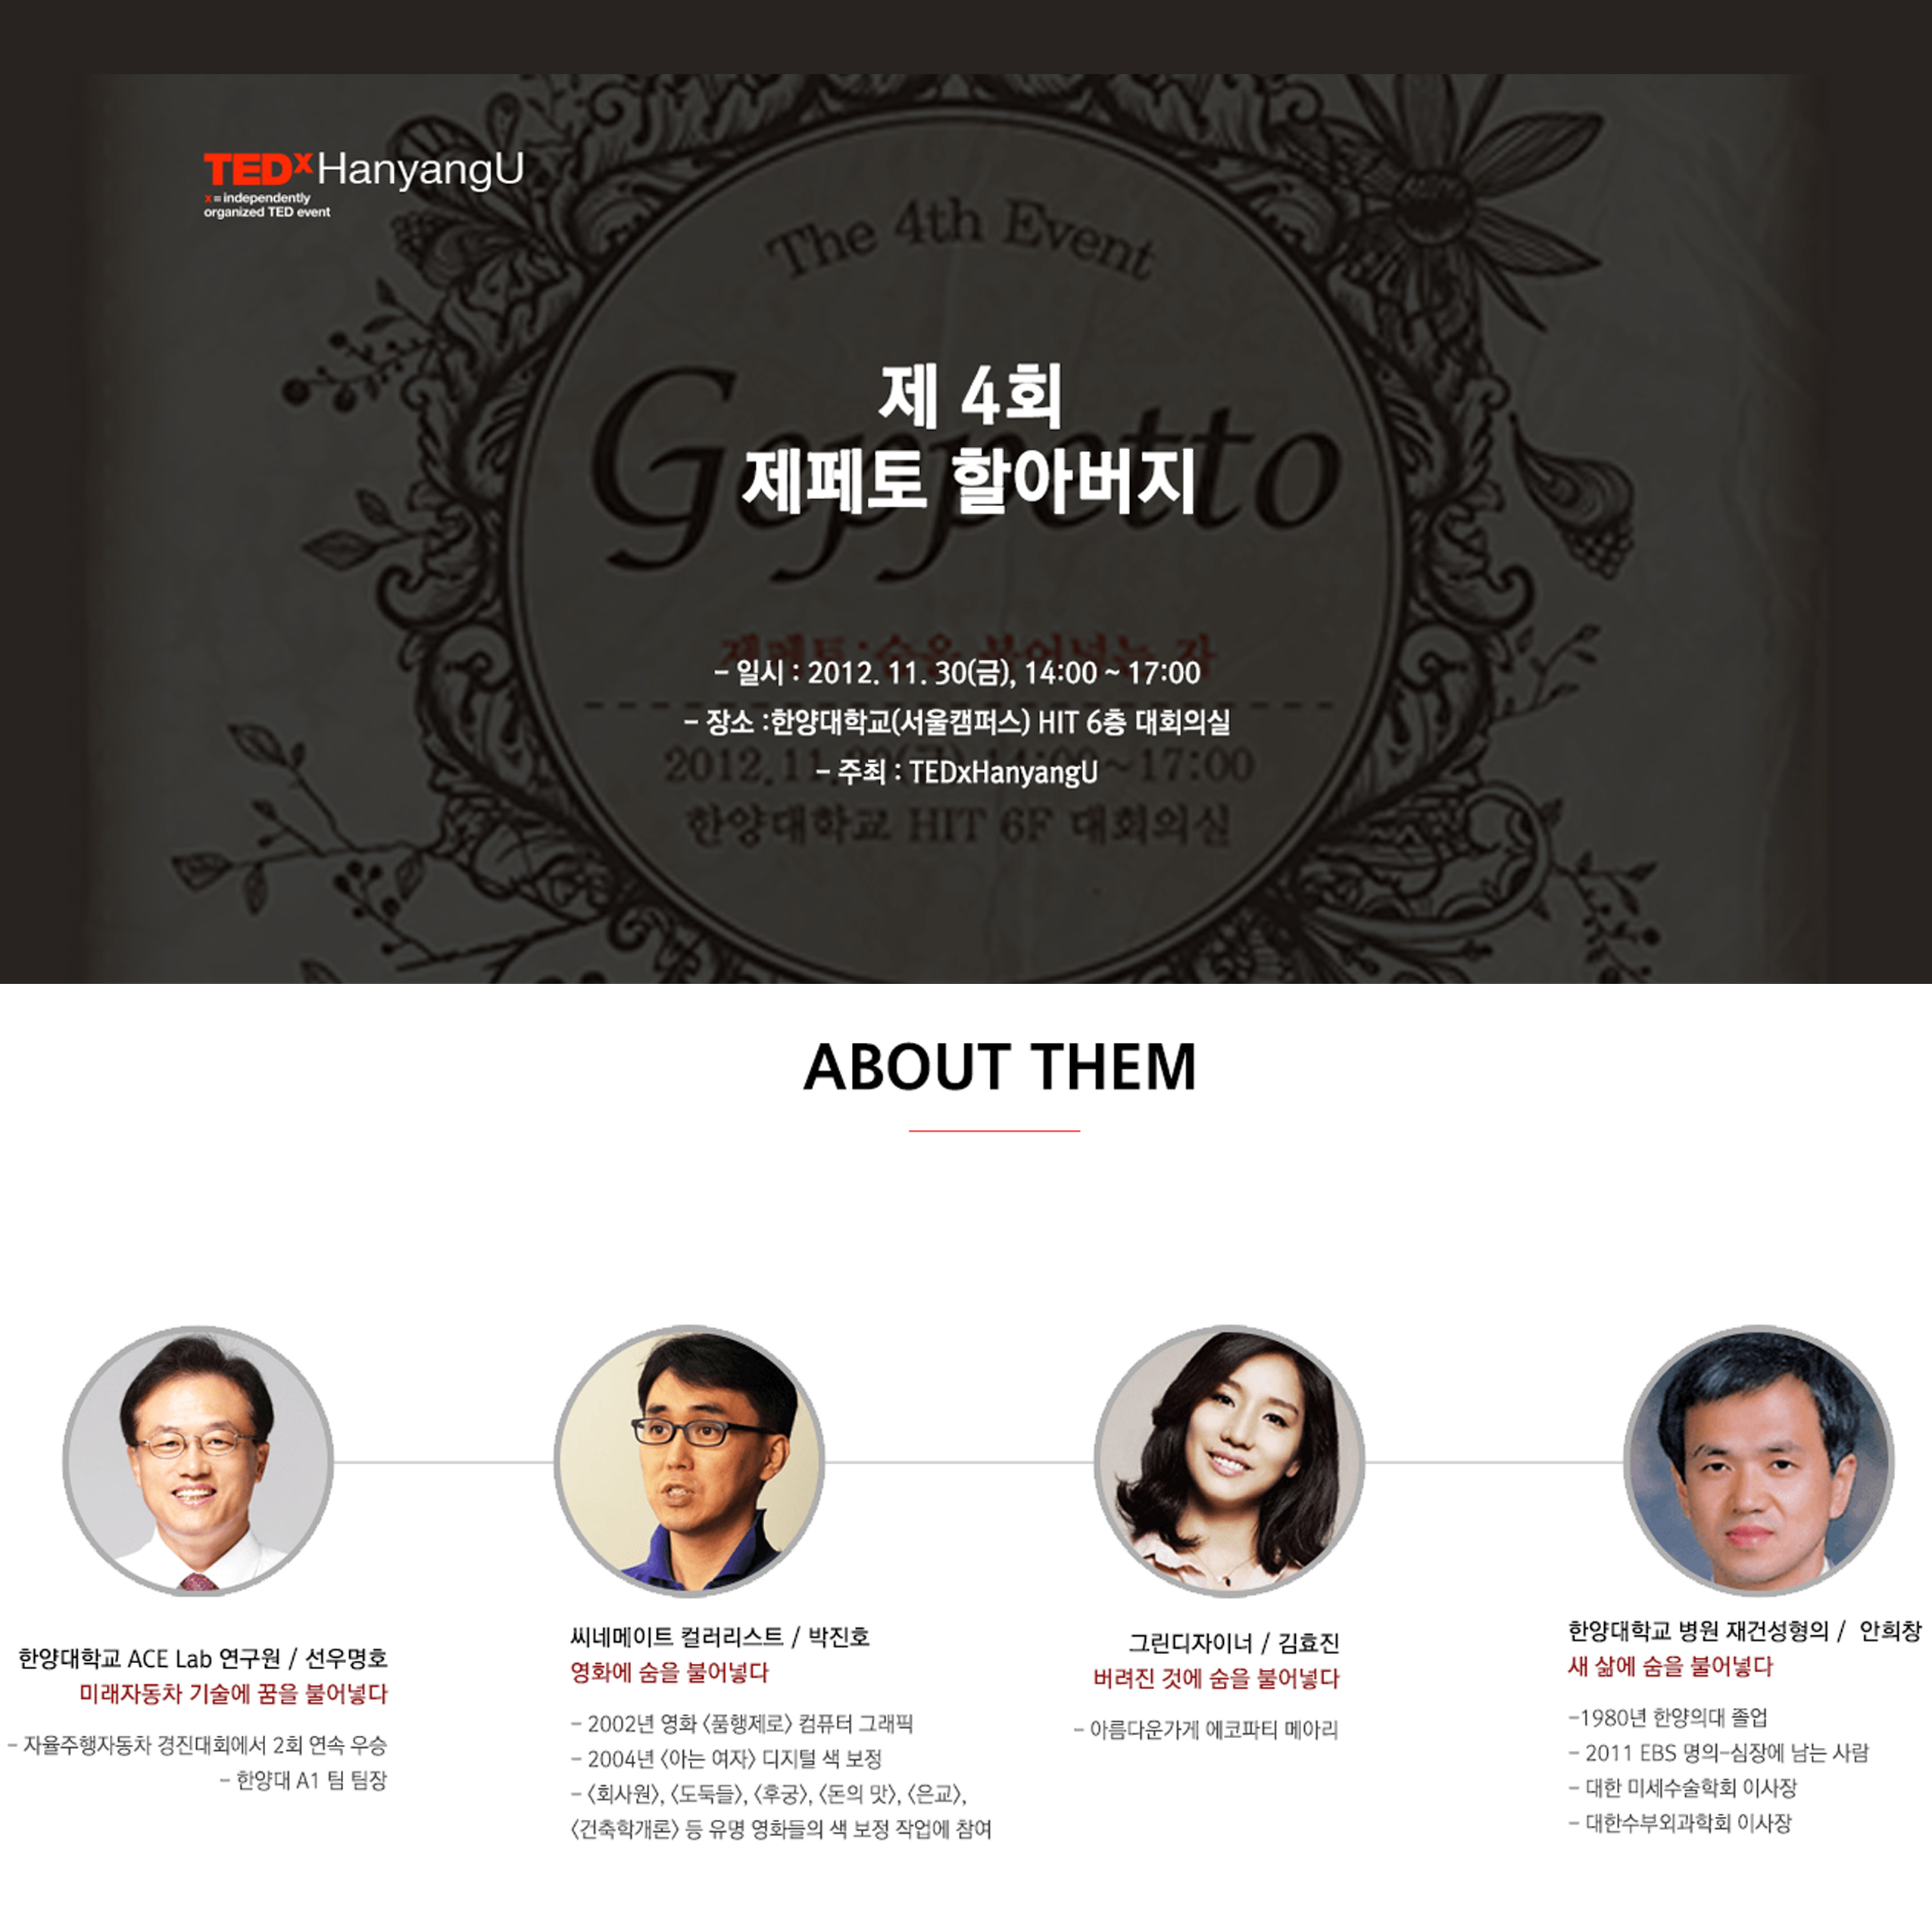 TEDxHanyangU
x = independently
organized TED event
The 4th Event
Geppetto
제 4회
제페토 할아버지
제페토:숨을 불어넣는 자
- 일시 : 2012. 11. 30(금), 14:00 ~ 17:00
- 장소 :한양대학교(서울캠퍼스) HIT 6층 대회의실
2012.11.30(금) 14:00~17:00
- 주최 : TEDxHanyangU
한양대학교 HIT 6F 대회의실
ABOUT THEM
한양대학교 ACE Lab 연구원 / 선우명호
미래자동차 기술에 꿈을 불어넣다
- 자율주행자동차 경진대회에서 2회 연속 우승
- 한양대 A1 팀 팀장
씨네메이트 컬러리스트 / 박진호
영화에 숨을 불어넣다
- 2002년 영화 〈품행제로〉 컴퓨터 그래픽
- 2004년 〈아는 여자〉 디지털 색 보정
- 〈회사원〉, 〈도둑들〉, 〈후궁〉, 〈돈의 맛〉, 〈은교〉,
〈건축학개론〉 등 유명 영화들의 색 보정 작업에 참여
그린디자이너 / 김효진
버려진 것에 숨을 불어넣다
- 아름다운가게 에코파티 메아리
한양대학교 병원 재건성형의 / 안희창
새 삶에 숨을 불어넣다
-1980년 한양의대 졸업
- 2011 EBS 명의-심장에 남는 사람
- 대한 미세수술학회 이사장
- 대한수부외과학회 이사장